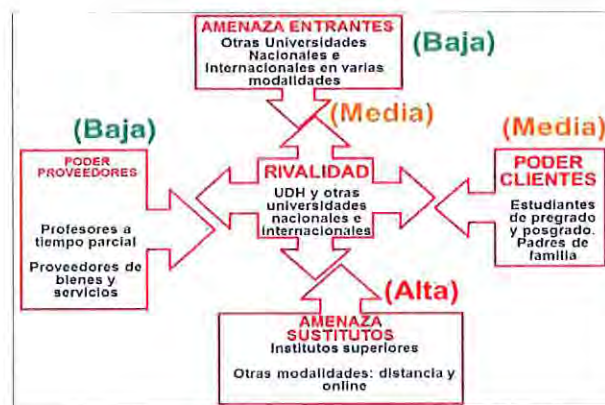 AMENAZA ENTRANTES
Otras Universidades
Nacionales e
Internacionales en varias
modalidades
(Baja)
(Media)
(Baja)
PODER
PROVEEDORES
Profesores a
tiempo parcial
Proveedores de
bienes y
servicios
RIVALIDAD
UDH y otras
universidades
nacionales e
internacionales
(Media)
PODER
CLIENTES
Estudiantes
de pregrado
y posgrado.
Padres de
familia
(Alta)
AMENAZA
SUSTITUTOS
Institutos superiores
Otras modalidades: distancia y
online